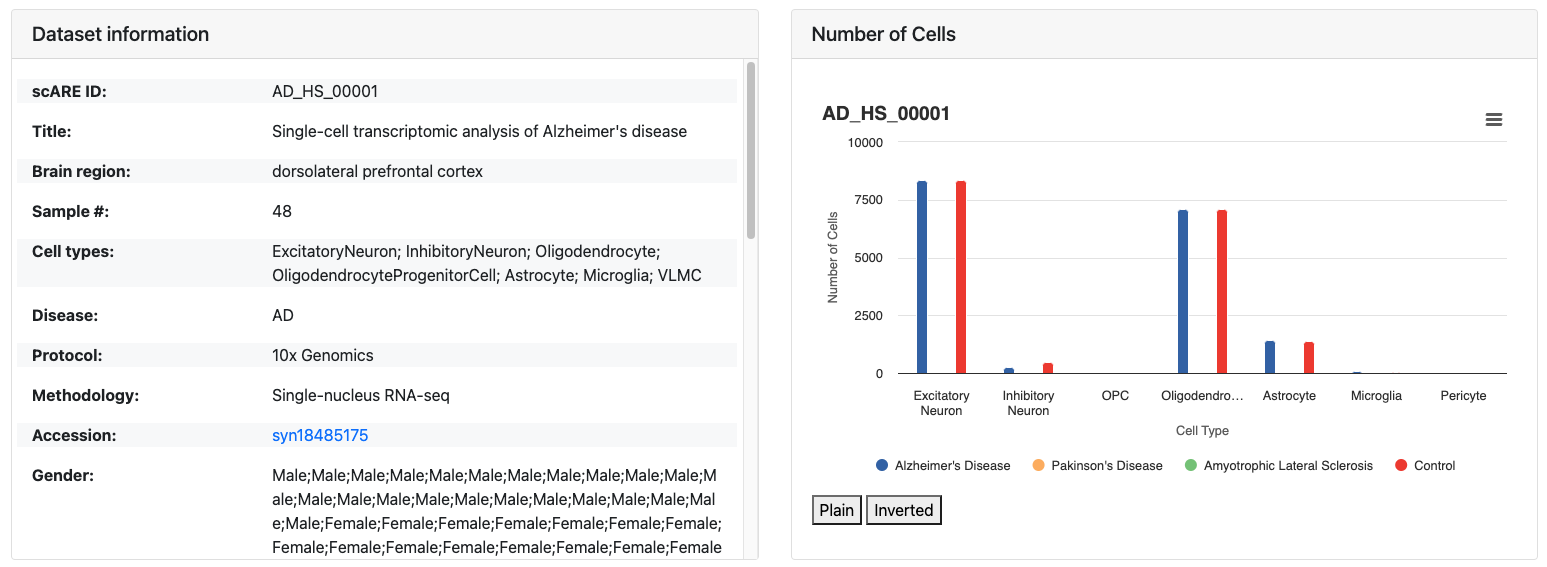 Dataset information
scARE ID: AD_HS_00001
Title: Single-cell transcriptomic analysis of Alzheimer's disease
Brain region: dorsolateral prefrontal cortex
Sample #: 48
Cell types: ExcitatoryNeuron; InhibitoryNeuron; Oligodendrocyte;
OligodendrocyteProgenitorCell; Astrocyte; Microglia; VLMC
Disease: AD
Protocol: 10x Genomics
Methodology: Single-nucleus RNA-seq
Accession: syn18485175
Gender: Male;Male;Male;Male;Male;Male;Male;Male;Male;Male;Male;M
ale;Male;Male;Male;Male;Male;Male;Male;Male;Male;Male;Mal
e;Male;Female;Female;Female;Female;Female;Female;Female;
Female;Female;Female;Female;Female;Female;Female;Female
Number of Cells
AD_HS_00001
10000
7500
5000
2500
0
Number of Cells
Excitatory
Neuron
Inhibitory
Neuron
OPC
Oligodendro…
Astrocyte
Microglia
Pericyte
Cell Type
Alzheimer's Disease
Pakinson's Disease
Amyotrophic Lateral Sclerosis
Control
Plain
Inverted